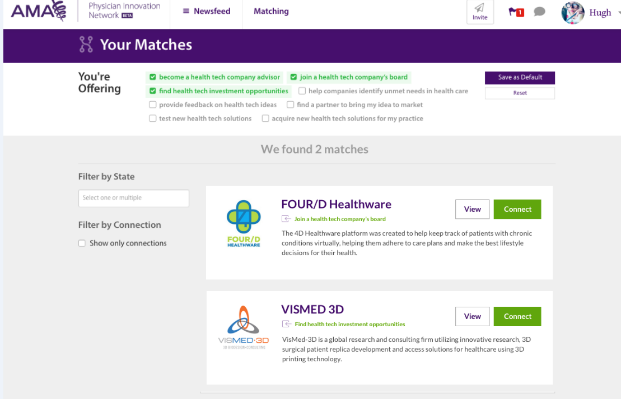 AMA
Physician Innovation
Network BETA
Newsfeed
Matching
Invite
1
Hugh
Your Matches
You're
Offering
become a health tech company advisor
join a health tech company's board
find health tech investment opportunities
help companies identify unmet needs in health care
provide feedback on health tech ideas
find a partner to bring my idea to market
test new health tech solutions
acquire new health tech solutions for my practice
Save as Default
Reset
We found 2 matches
Filter by State
Select one or multiple
Filter by Connection
Show only connections
FOUR/D
HEALTHWARE
FOUR/D Healthware
Join a health tech company's board
The 4D Healthware platform was created to help keep track of patients with chronic
conditions virtually, helping them adhere to care plans and make the best lifestyle
decisions for their health.
View
Connect
VISMED-3D
VISMED 3D
Find health tech investment opportunities
VisMed-3D is a global research and consulting firm utilizing innovative research, 3D
surgical patient replica development and access solutions for healthcare using 3D
printing technology.
View
Connect